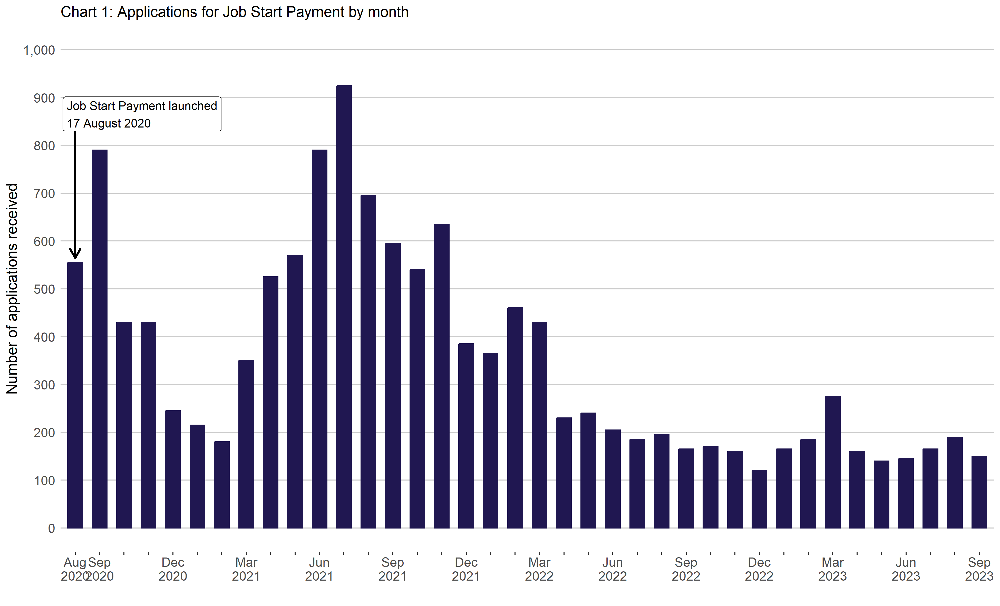 Chart 1: Applications for Job Start Payment by month
1,000
900
800
700
600
500
400
300
200
100
0
Number of applications received
Job Start Payment launched
17 August 2020
Aug 2020
Sep 2020
Dec 2020
Mar 2021
Jun 2021
Sep 2021
Dec 2021
Mar 2022
Jun 2022
Sep 2022
Dec 2022
Mar 2023
Jun 2023
Sep 2023